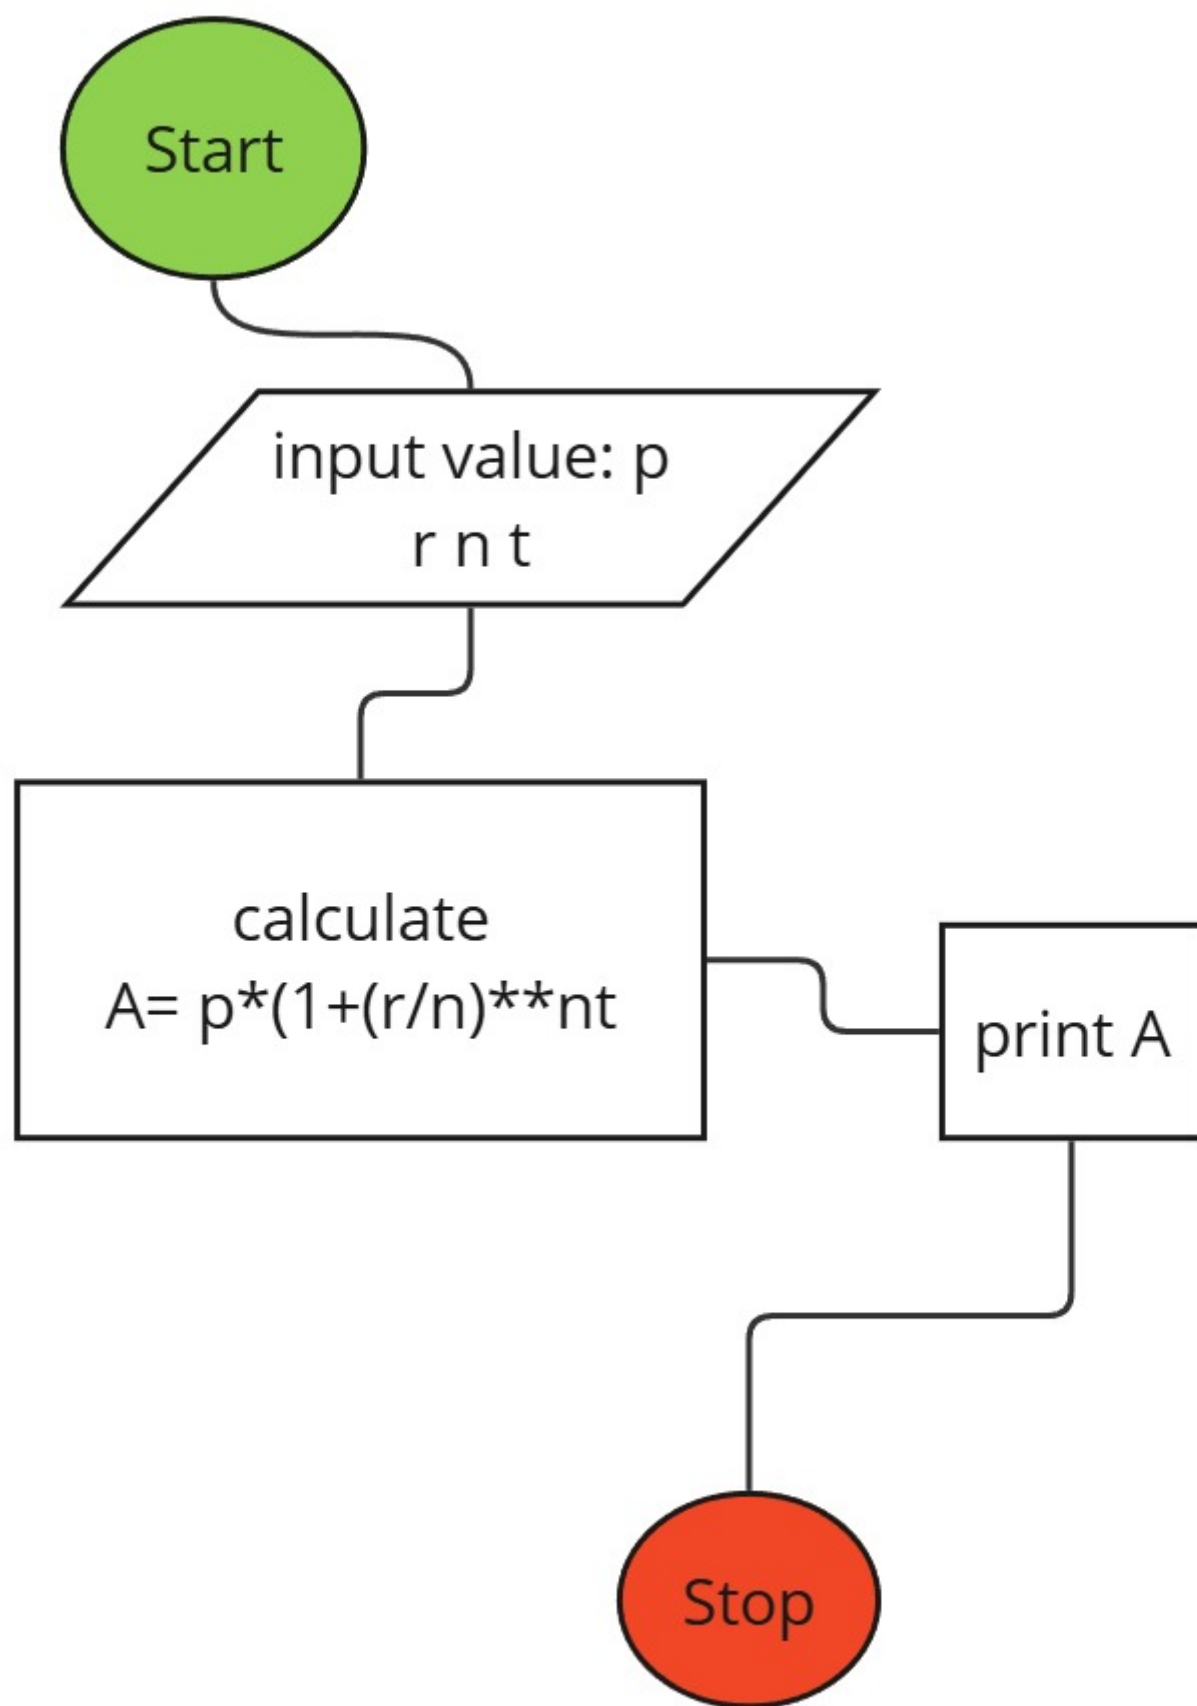 Start
input value: p
r n t
calculate
A= p*(1+(r/n)**nt
print A
Stop